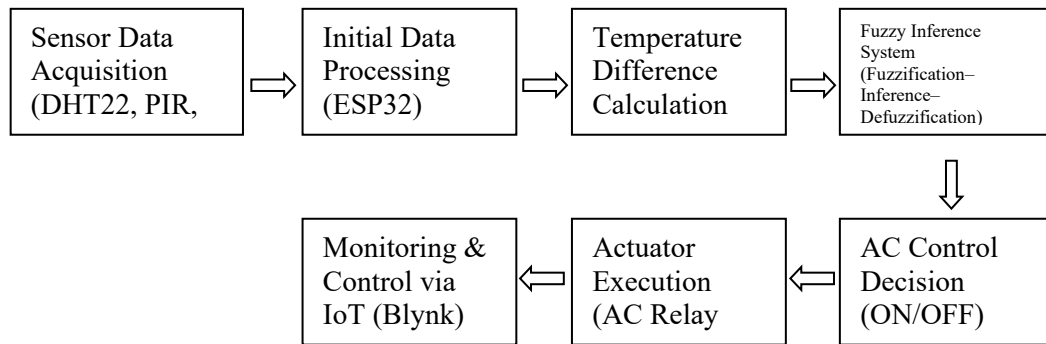 Sensor Data
Acquisition
(DHT22, PIR,
Initial Data
Processing
(ESP32)
Temperature
Difference
Calculation
Fuzzy Inference
System
(Fuzzification–
Inference–
Defuzzification)
AC Control
Decision
(ON/OFF)
Actuator
Execution
(AC Relay
Monitoring &
Control via
IoT (Blynk)